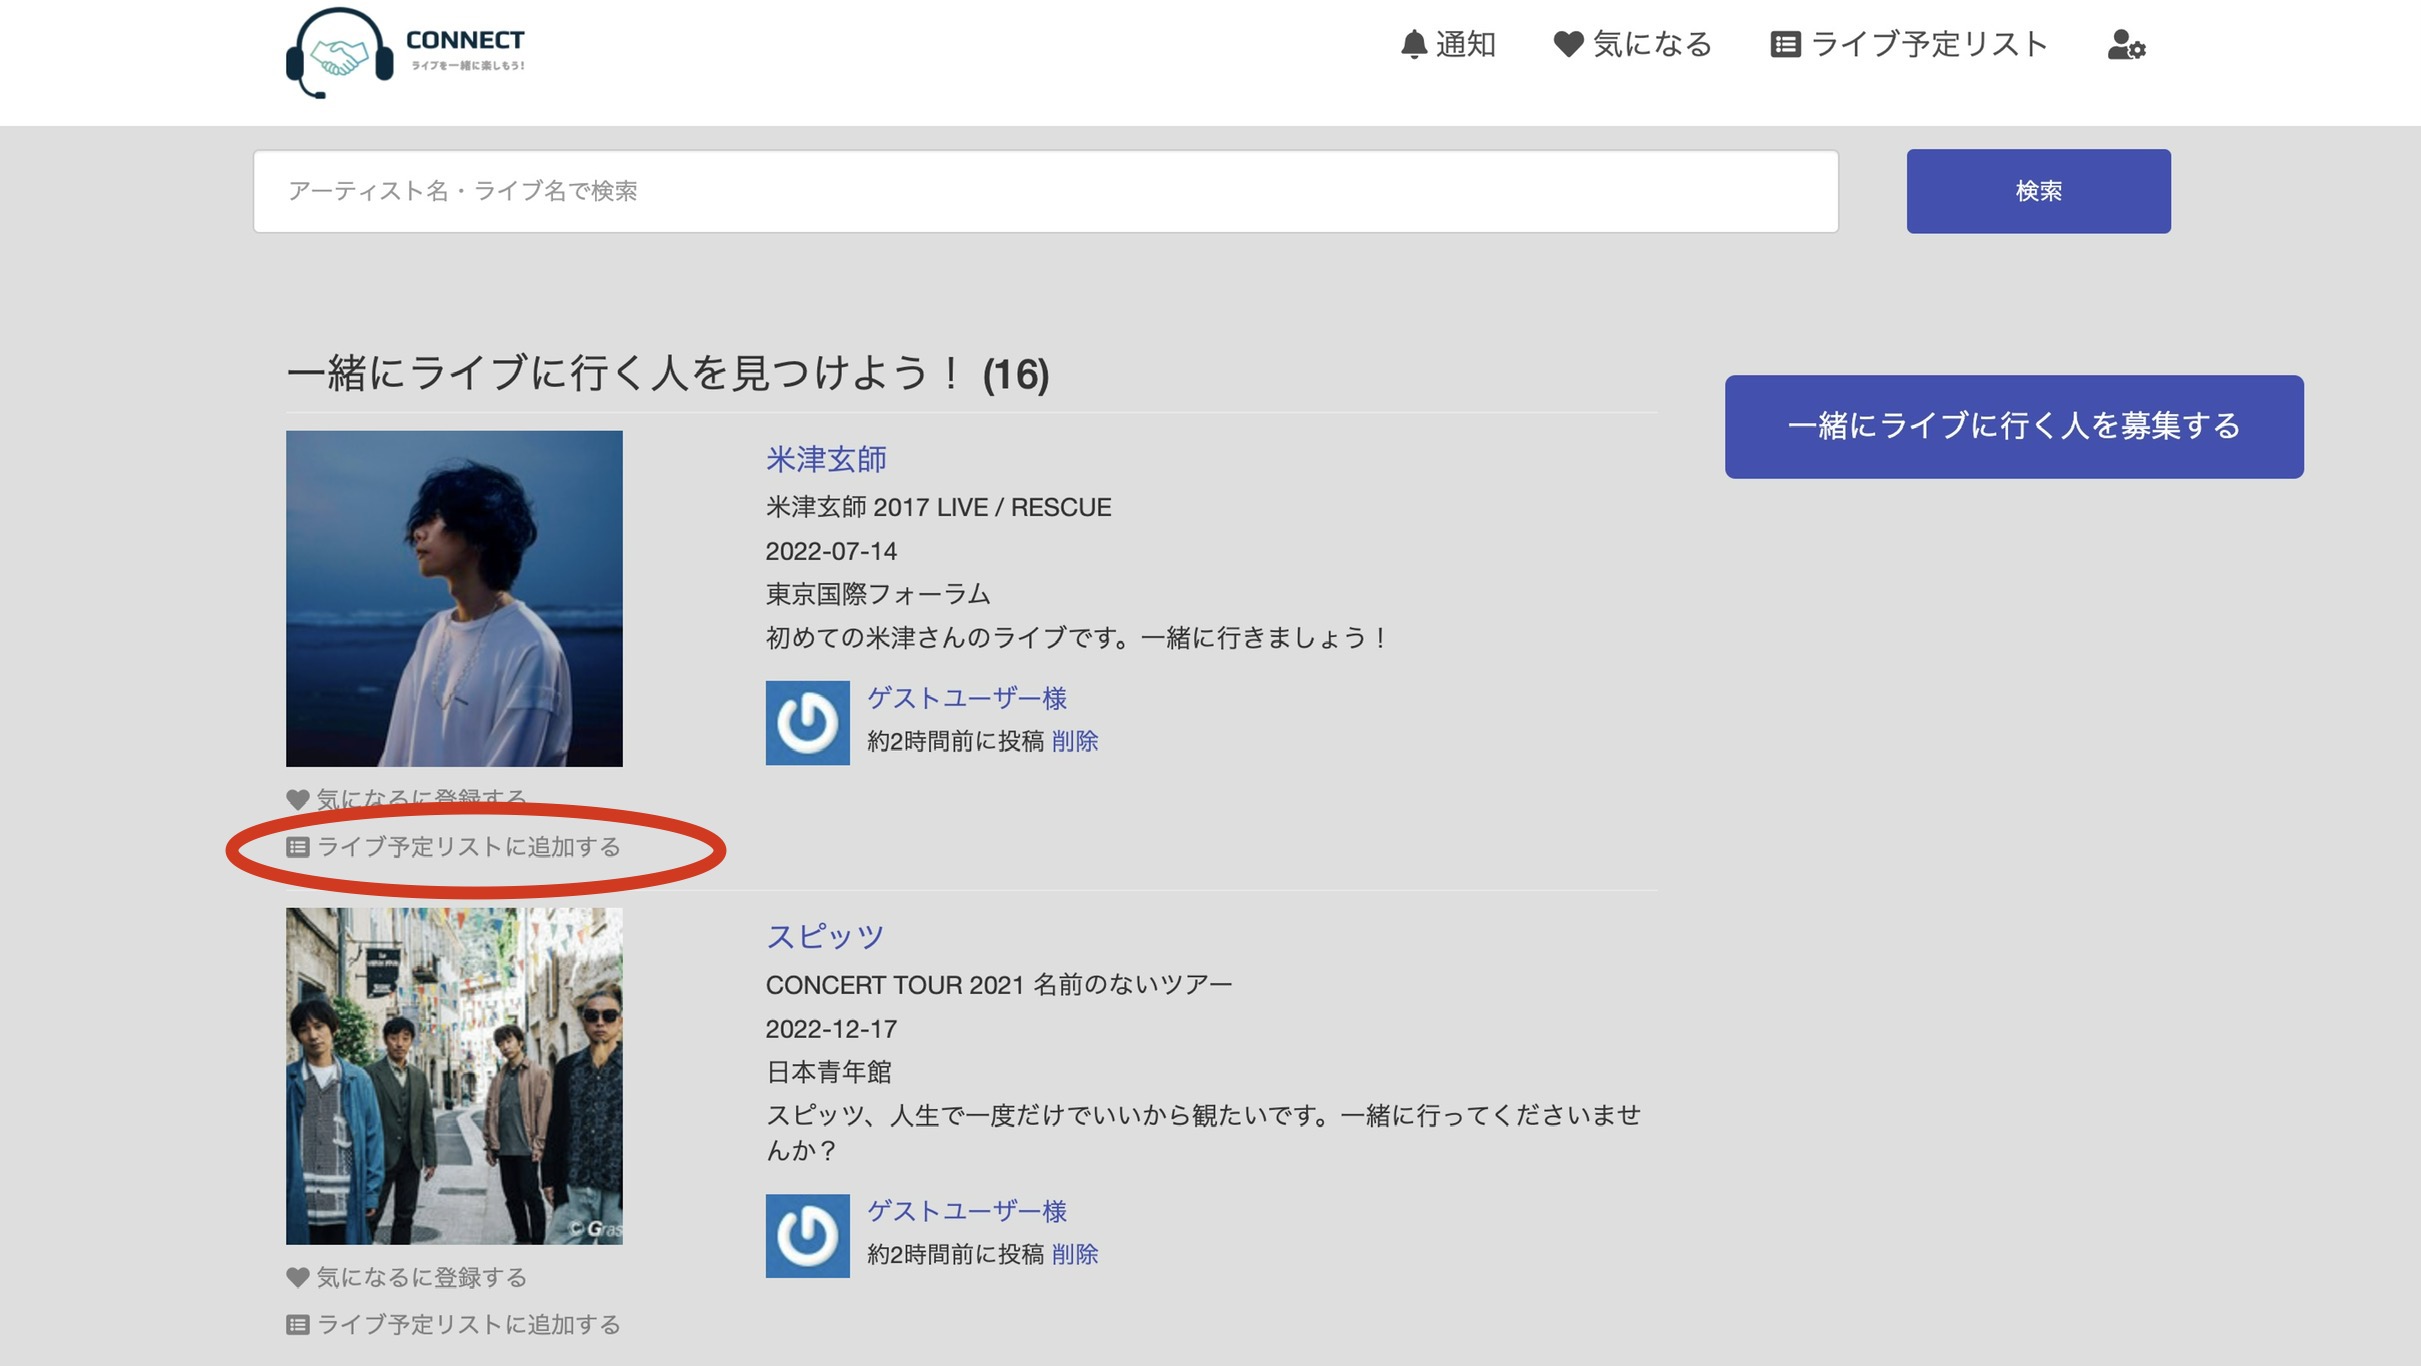 CONNECT
ライブを一緒に楽しもう!
通知
気になる
ライブ予定リスト
アーティスト名・ライブ名で検索
検索
一緒にライブに行く人を見つけよう! (16)
一緒にライブに行く人を募集する
米津玄師
米津玄師 2017 LIVE / RESCUE
2022-07-14
東京国際フォーラム
初めての米津さんのライブです。一緒に行きましょう!
ゲストユーザー様
約2時間前に投稿 削除
気になるに登録する
ライブ予定リストに追加する
スピッツ
CONCERT TOUR 2021 名前のないツアー
2022-12-17
日本青年館
スピッツ、人生で一度だけでいいから観たいです。一緒に行ってくださいませ
んか?
© Gras
ゲストユーザー様
約2時間前に投稿 削除
気になるに登録する
ライブ予定リストに追加する